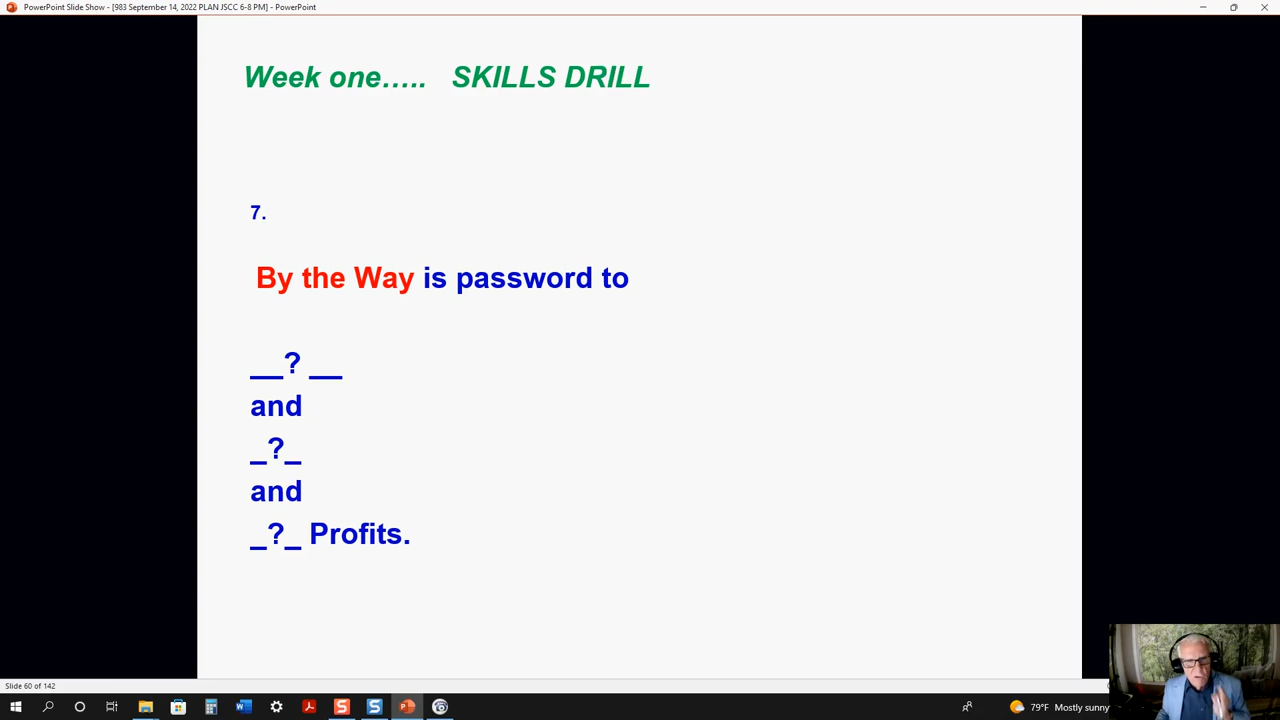 PowerPoint Slide Show - [983 September 14, 2022 PLAN JSCC 6-8 PM] - PowerPoint
Week one….. SKILLS DRILL
7.
By the Way is password to
__? __
and
_?_
and
_?_ Profits.
Slide 60 of 142
79°F Mostly sunny